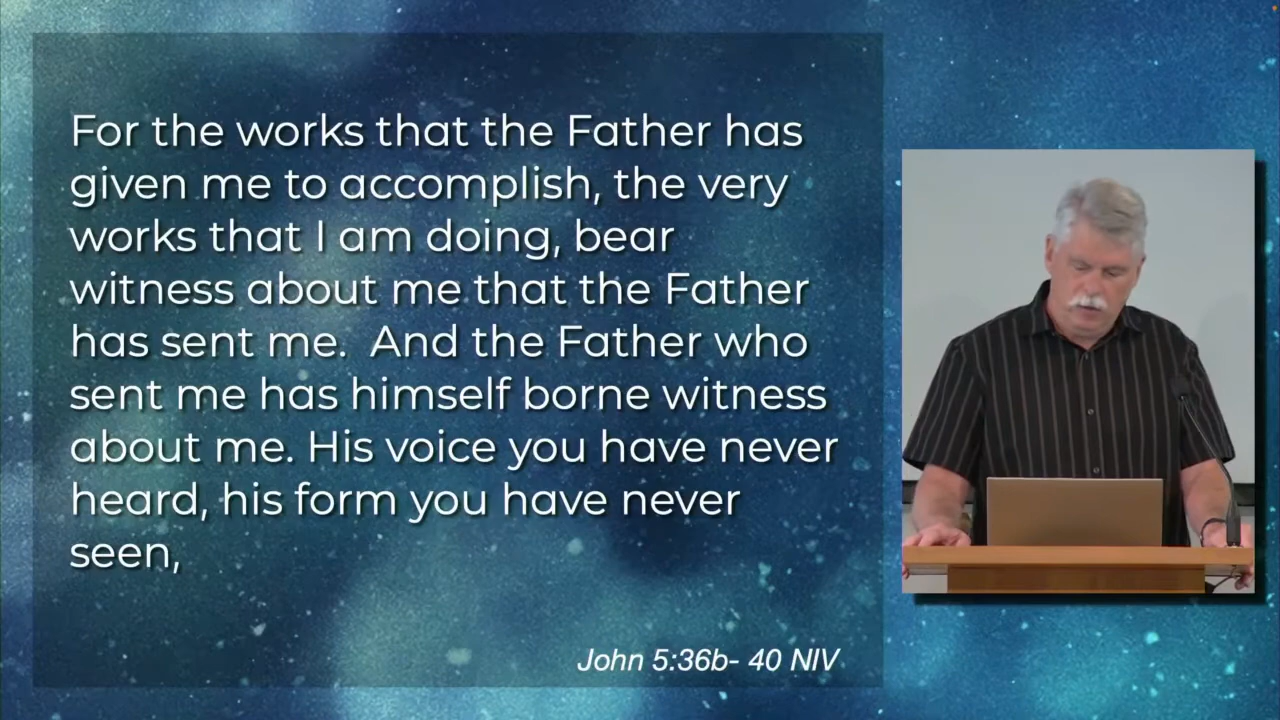 For the works that the Father has
given me to accomplish, the very
works that I am doing, bear
witness about me that the Father
has sent me.  And the Father who
sent me has himself borne witness
about me. His voice you have never
heard, his form you have never
seen,
John 5:36b- 40 NIV